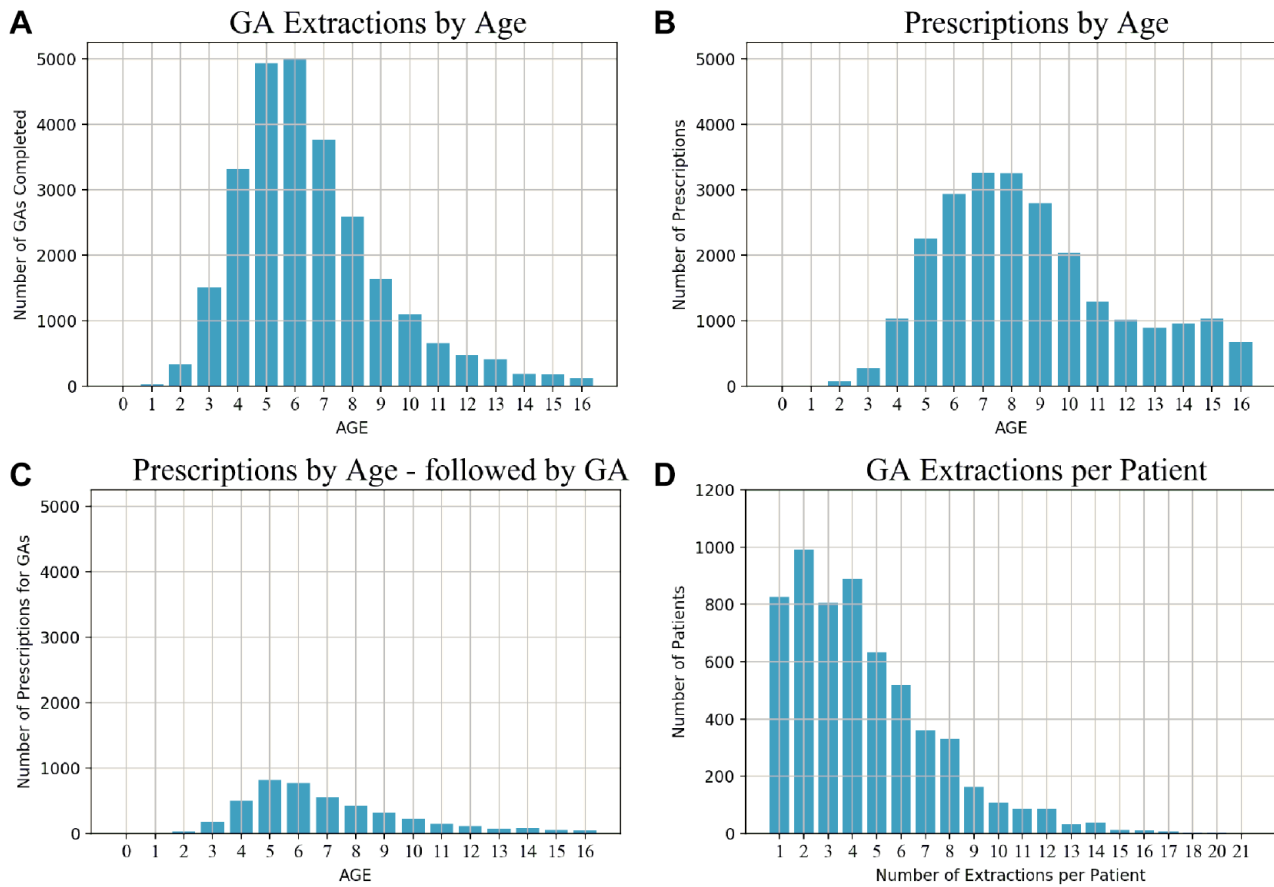 A GA Extractions by Age
Number of GAs Completed
5000
4000
3000
2000
1000
0
0 1 2 3 4 5 6 7 8 9 10 11 12 13 14 15 16
AGE
B Prescriptions by Age
Number of Prescriptions
5000
4000
3000
2000
1000
0
0 1 2 3 4 5 6 7 8 9 10 11 12 13 14 15 16
AGE
C Prescriptions by Age - followed by GA
Number of Prescriptions for GAs
5000
4000
3000
2000
1000
0
0 1 2 3 4 5 6 7 8 9 10 11 12 13 14 15 16
AGE
D GA Extractions per Patient
Number of Patients
1200
1000
800
600
400
200
0
1 2 3 4 5 6 7 8 9 10 11 12 13 14 15 16 17 18 20 21
Number of Extractions per Patient